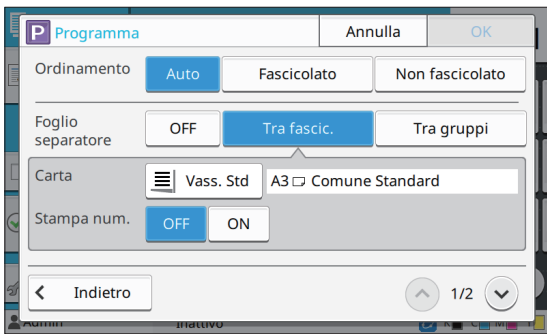 P Programma
Annulla
OK
Ordinamento
Auto
Fascicolato
Non fascicolato
Foglio
separatore
OFF
Tra fascic.
Tra gruppi
Carta
Vass. Std
A3 Comune Standard
Stampa num.
OFF
ON
Indietro
1/2
Admin
Inattivo
K
C
M
Y